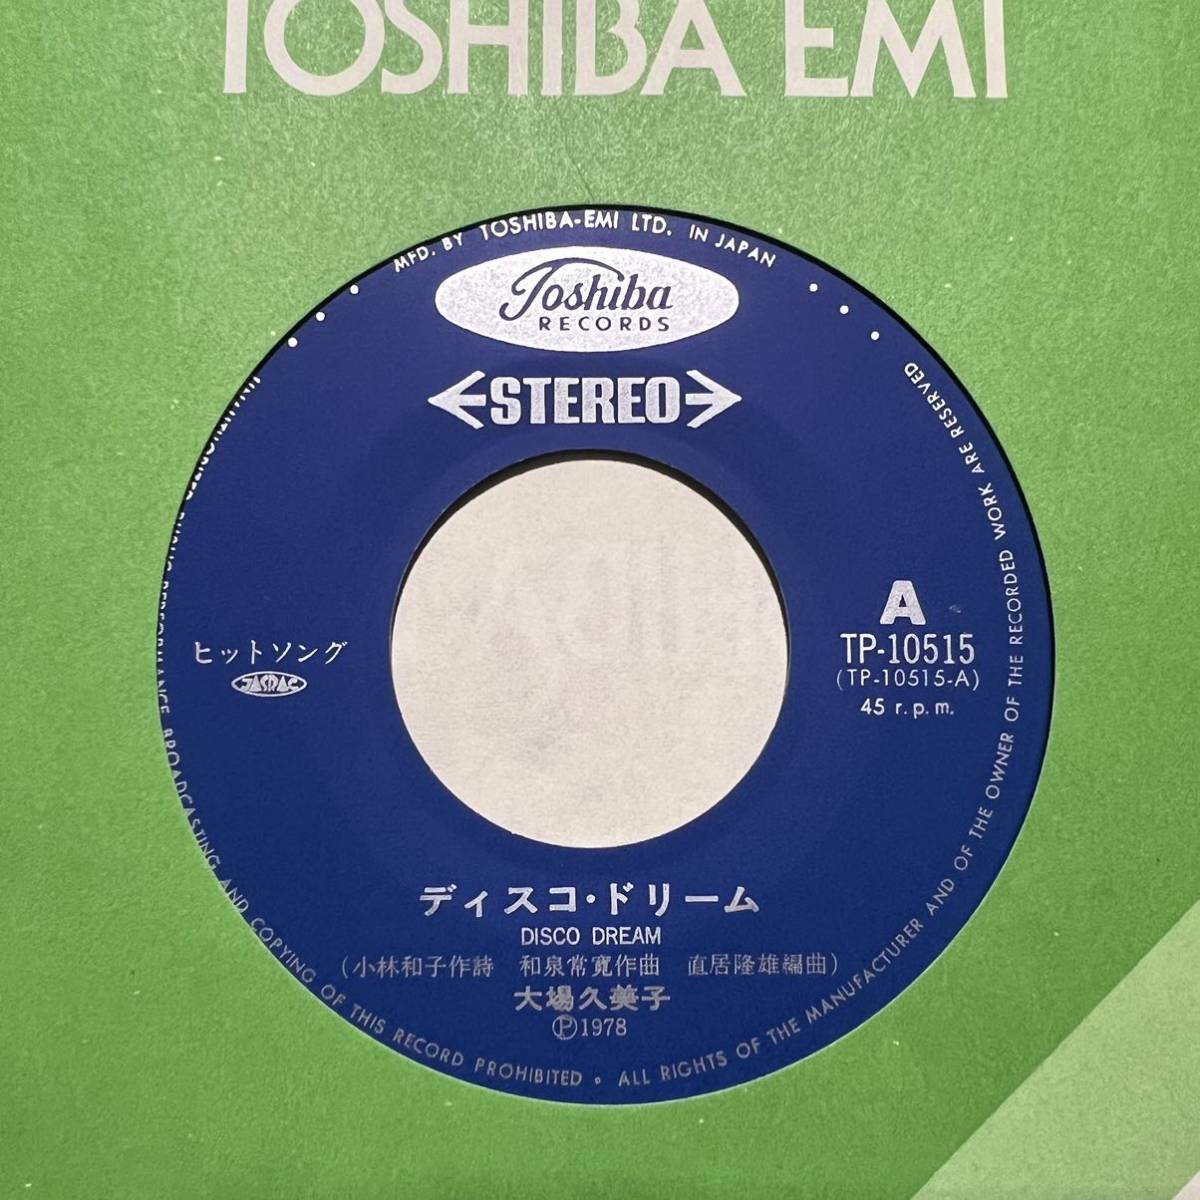 TOSHIBA EMI
MFD. BY TOSHIBA-EMI LTD. IN JAPAN
Toshiba
RECORDS
STEREO
ヒットソング
JASRAC
A
TP-10515
(TP-10515-A)
45 r.p.m.
ディスコ・ドリーム
DISCO DREAM
(小林和子作詩 和泉常寛作曲 直居隆雄編曲)
大場久美子
Ⓟ1978
UNAUTHORIZED PUBLIC PERFORMANCE BROADCASTING AND COPYING OF THIS RECORD PROHIBITED . ALL RIGHTS OF THE MANUFACTURER AND OF THE OWNER OF THE RECORDED WORK ARE RESERVED